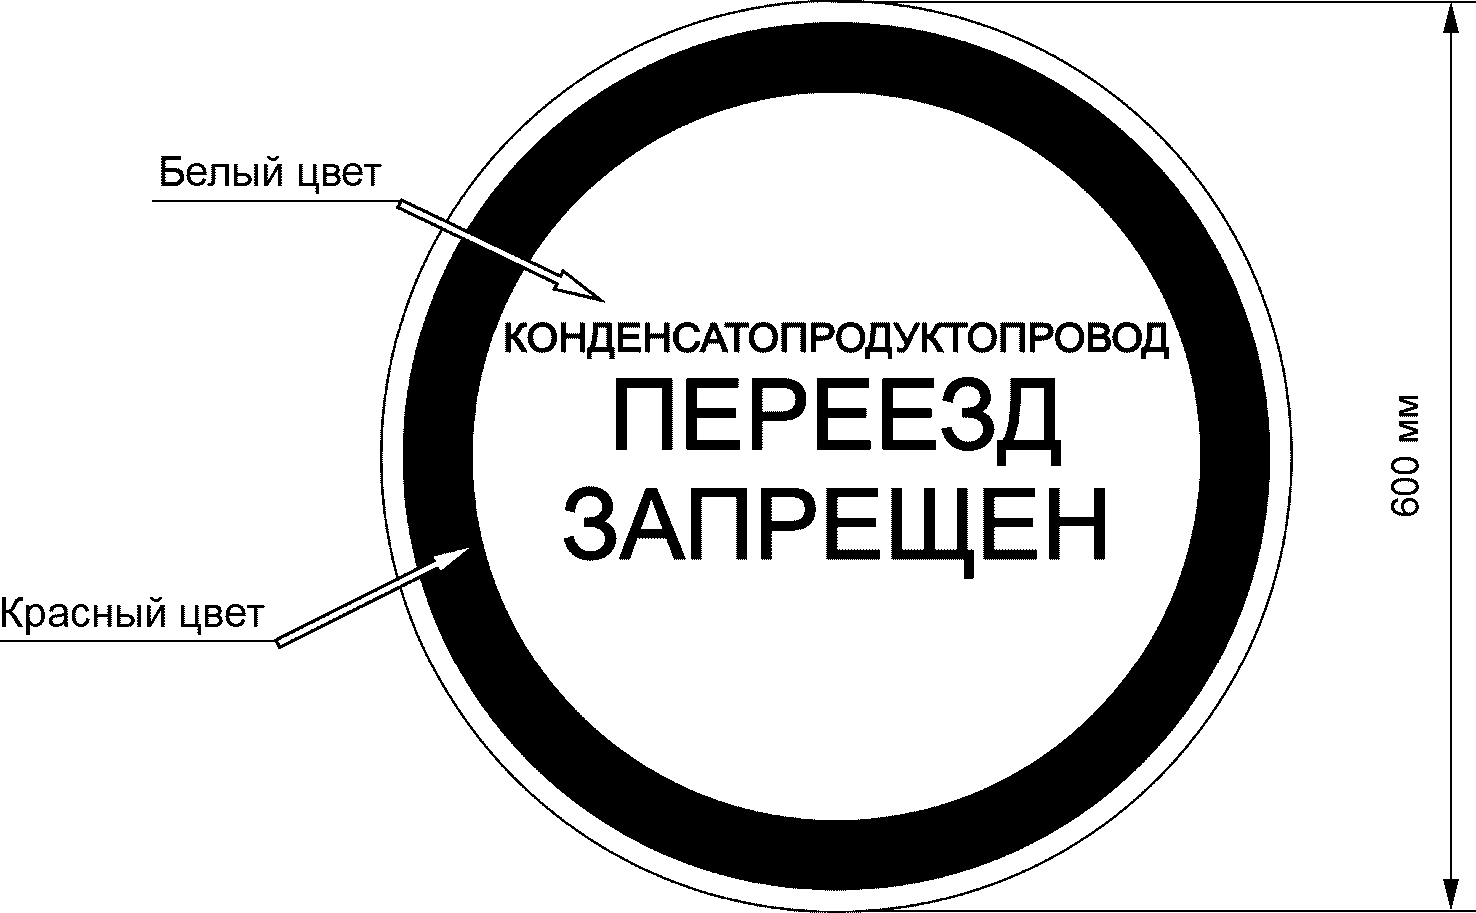 Белый цвет
КОНДЕНСАТОПРОДУКТОПРОВОД
ПЕРЕЕЗД
ЗАПРЕЩЕН
600 мм
Красный цвет